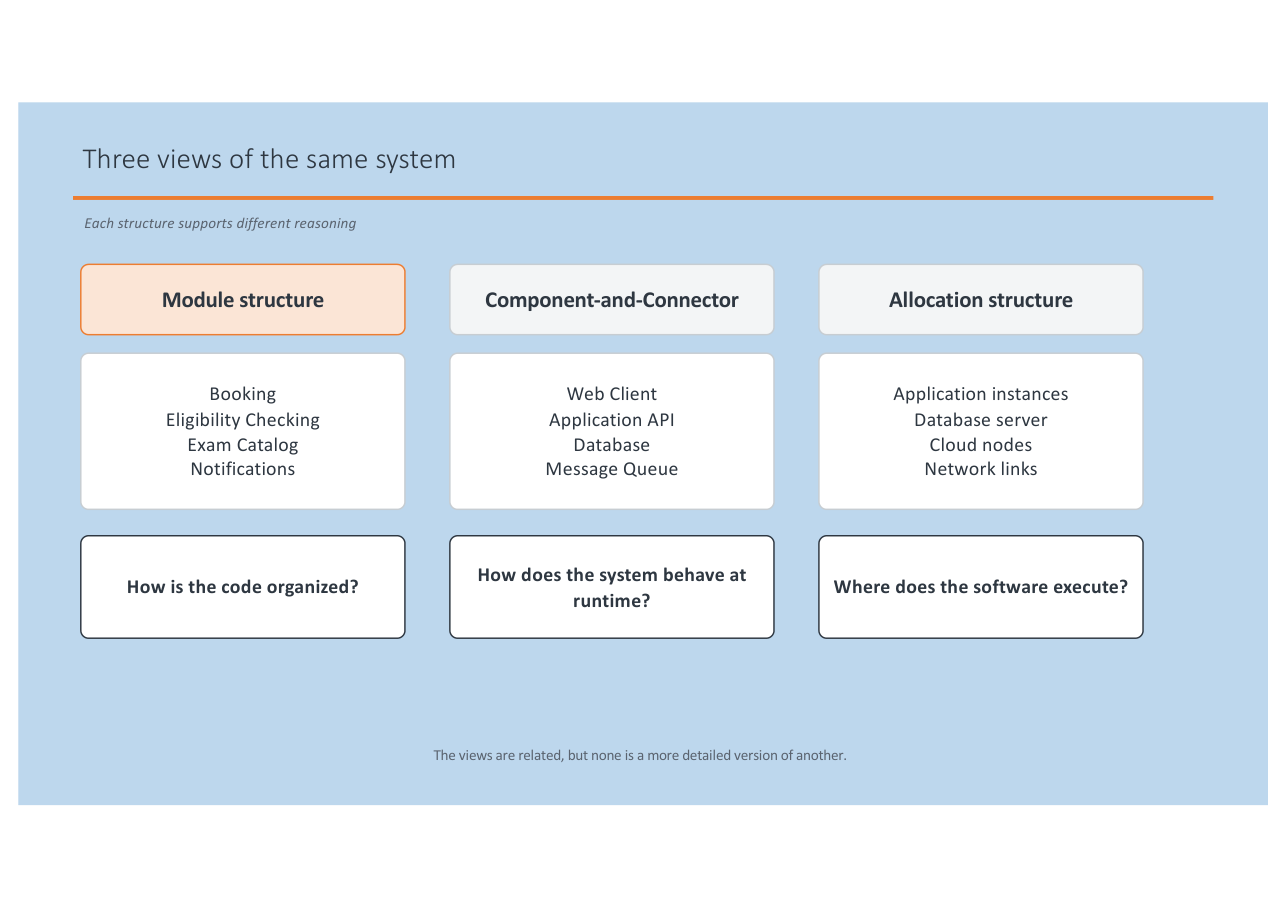 Three views of the same system
Each structure supports different reasoning
Module structure
Component-and-Connector
Allocation structure
Booking
Eligibility Checking
Exam Catalog
Notifications
Web Client
Application API
Database
Message Queue
Application instances
Database server
Cloud nodes
Network links
How is the code organized?
How does the system behave at
runtime?
Where does the software execute?
The views are related, but none is a more detailed version of another.